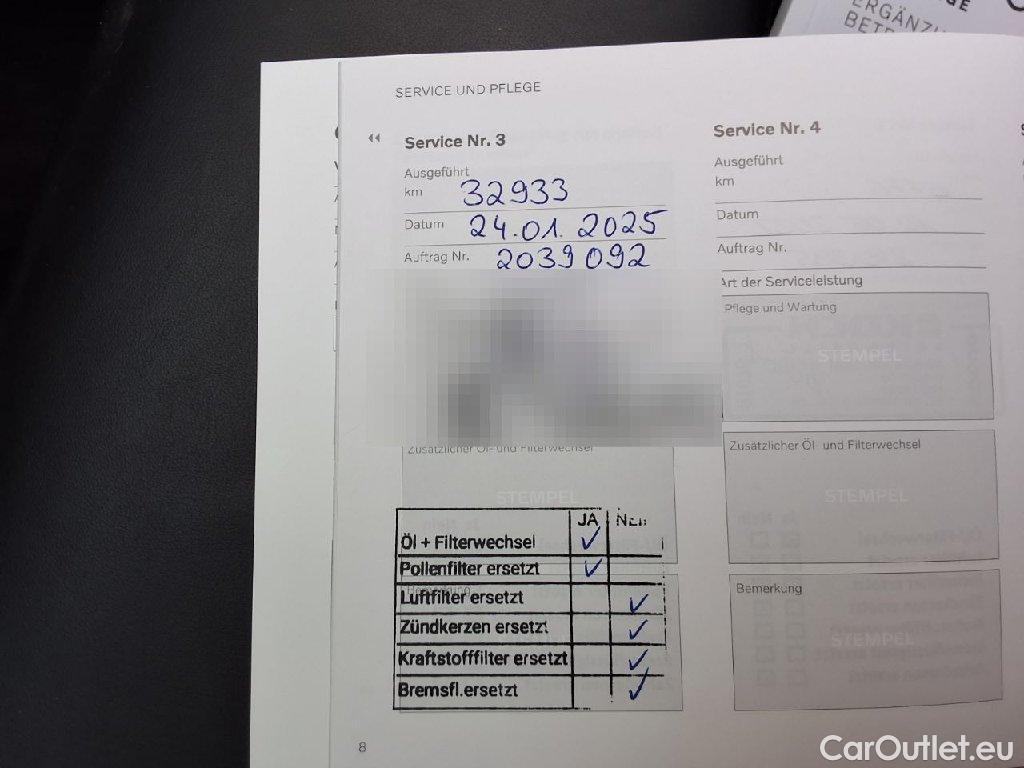 ERGÄNZU
BETR
SERVICE UND PFLEGE
Service Nr. 3
Ausgeführt
km 32933
Datum 24.01.2025
Auftrag Nr. 2039092
Zusätzlicher Öl- und Filterwechsel
STEMPEL
JA Nein
Öl + Filterwechsel ✓
Pollenfilter ersetzt ✓
Luftfilter ersetzt ✓
Zündkerzen ersetzt ✓
Kraftstofffilter ersetzt ✓
Bremsfl.ersetzt ✓
8
Service Nr. 4
Ausgeführt
km
Datum
Auftrag Nr.
Art der Serviceleistung
Pflege und Wartung
STEMPEL
Zusätzlicher Öl- und Filterwechsel
STEMPEL
Bemerkung
STEMPEL
CarOutlet.eu